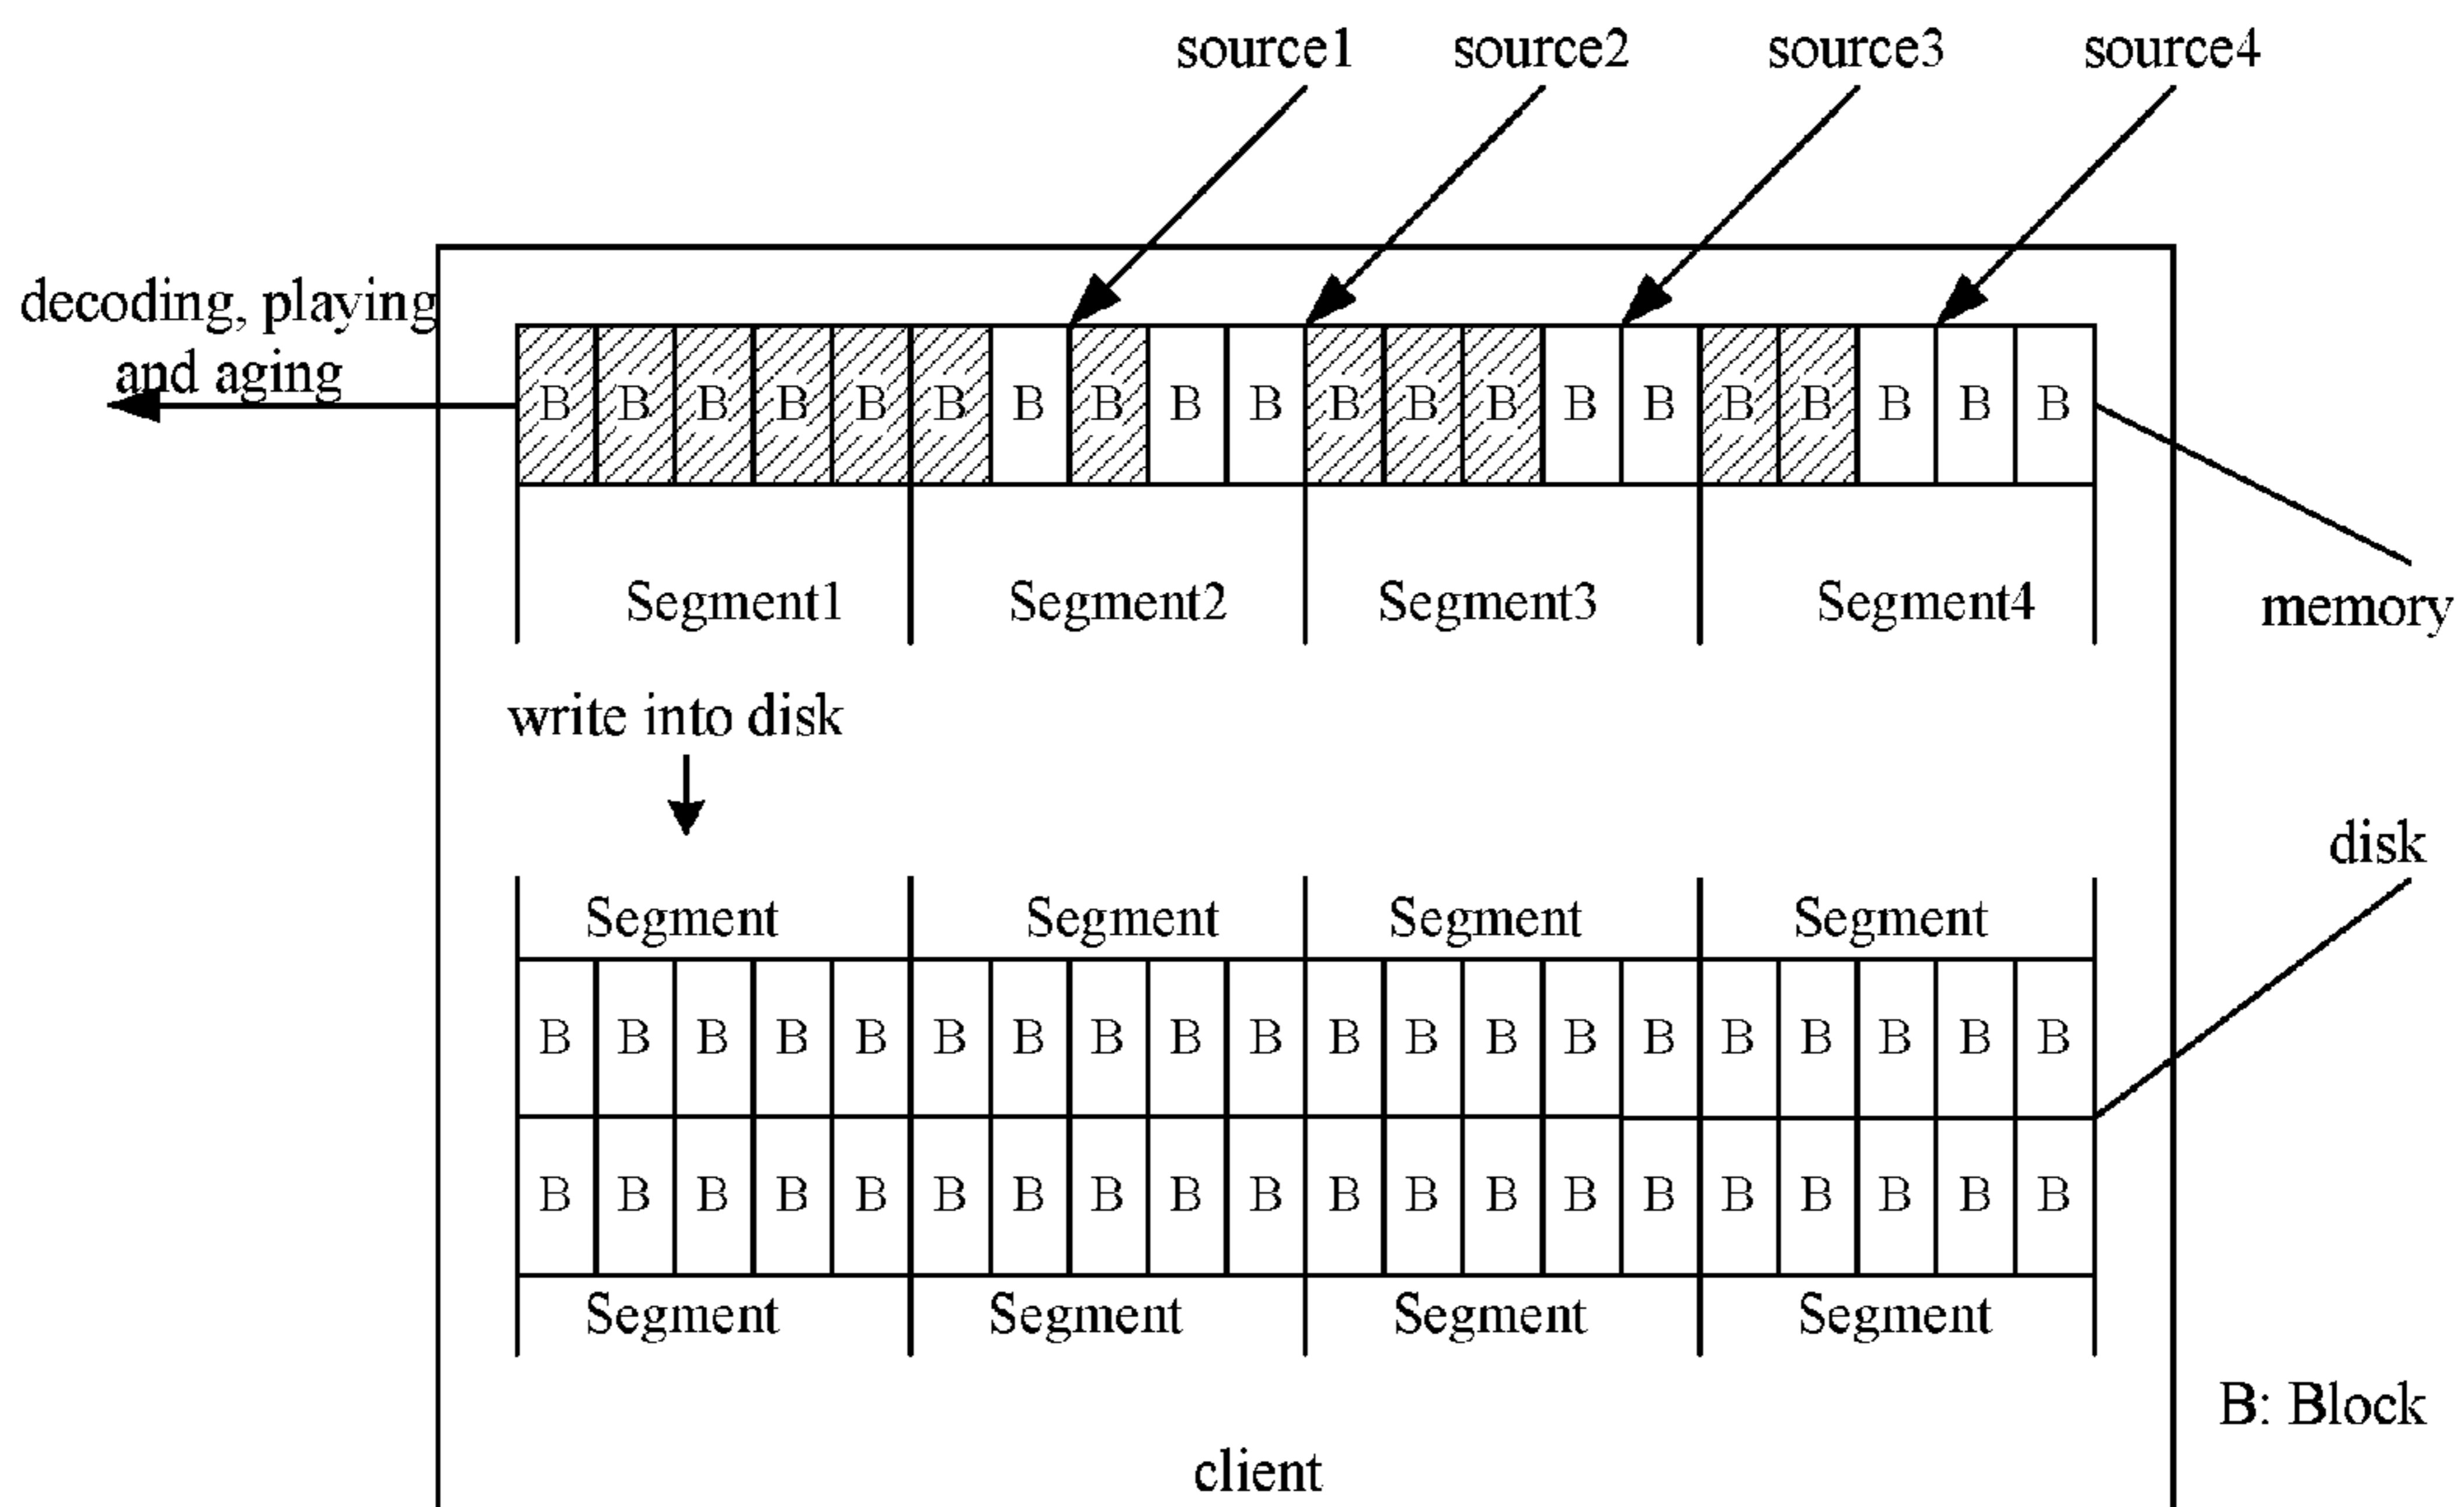 source1 source2 source3 source4
decoding, playing
and aging
B B B B B B B B B B B B B B B B B B B B
Segment1 Segment2 Segment3 Segment4
memory
write into disk
disk
Segment Segment Segment Segment
B B B B B B B B B B B B B B B B B B B B
B B B B B B B B B B B B B B B B B B B B
Segment Segment Segment Segment
B: Block
client